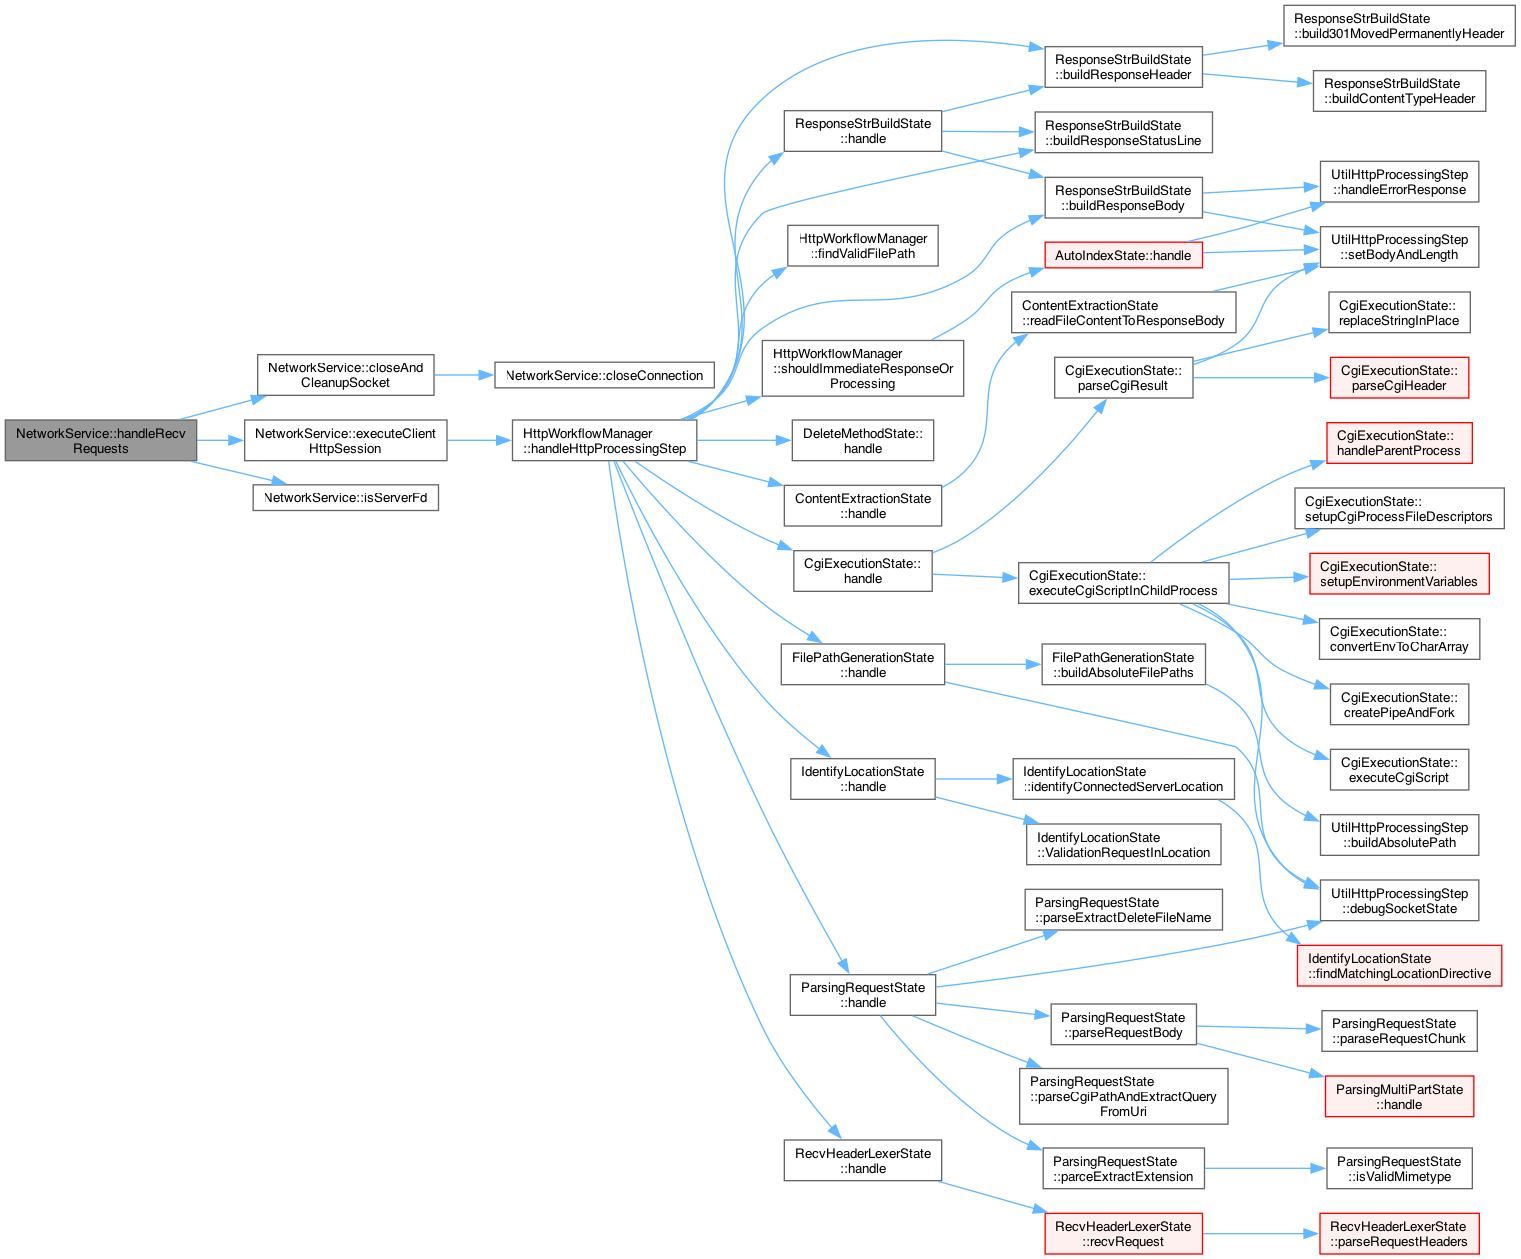 NetworkService::handleRecv
Requests
NetworkService::closeAnd
CleanupSocket
NetworkService::closeConnection
NetworkService::executeClient
HttpSession
NetworkService::isServerFd
HttpWorkflowManager
::handleHttpProcessingStep
ResponseStrBuildState
::handle
ResponseStrBuildState
::buildResponseHeader
ResponseStrBuildState
::build301MovedPermanentlyHeader
ResponseStrBuildState
::buildContentTypeHeader
ResponseStrBuildState
::buildResponseStatusLine
ResponseStrBuildState
::buildResponseBody
UtilHttpProcessingStep
::handleErrorResponse
UtilHttpProcessingStep
::setBodyAndLength
HttpWorkflowManager
::findValidFilePath
HttpWorkflowManager
::shouldImmediateResponseOr
Processing
AutoIndexState::handle
DeleteMethodState::
handle
ContentExtractionState
::handle
ContentExtractionState
::readFileContentToResponseBody
CgiExecutionState::
handle
CgiExecutionState::
parseCgiResult
CgiExecutionState::
replaceStringInPlace
CgiExecutionState::
parseCgiHeader
CgiExecutionState::
executeCgiScriptInChildProcess
CgiExecutionState::
handleParentProcess
CgiExecutionState::
setupCgiProcessFileDescriptors
CgiExecutionState::
setupEnvironmentVariables
CgiExecutionState::
convertEnvToCharArray
CgiExecutionState::
createPipeAndFork
CgiExecutionState::
executeCgiScript
FilePathGenerationState
::handle
FilePathGenerationState
::buildAbsoluteFilePaths
UtilHttpProcessingStep
::buildAbsolutePath
UtilHttpProcessingStep
::debugSocketState
IdentifyLocationState
::handle
IdentifyLocationState
::identifyConnectedServerLocation
IdentifyLocationState
::ValidationRequestInLocation
IdentifyLocationState
::findMatchingLocationDirective
ParsingRequestState
::handle
ParsingRequestState
::parseExtractDeleteFileName
ParsingRequestState
::parseRequestBody
ParsingRequestState
::paraseRequestChunk
ParsingMultiPartState
::handle
ParsingRequestState
::parseCgiPathAndExtractQuery
FromUri
ParsingRequestState
::parceExtractExtension
ParsingRequestState
::isValidMimetype
RecvHeaderLexerState
::handle
RecvHeaderLexerState
::recvRequest
RecvHeaderLexerState
::parseRequestHeaders